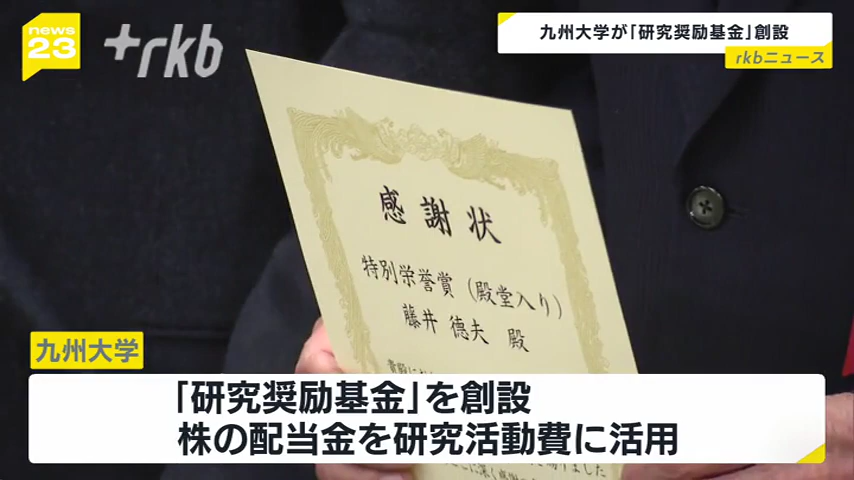 news
23
+rkb
九州大学が「研究奨励基金」創設
rkbニュース
感謝状
特別栄誉賞（殿堂入り）
藤井 徳夫 殿
九州大学
「研究奨励基金」を創設
株の配当金を研究活動費に活用